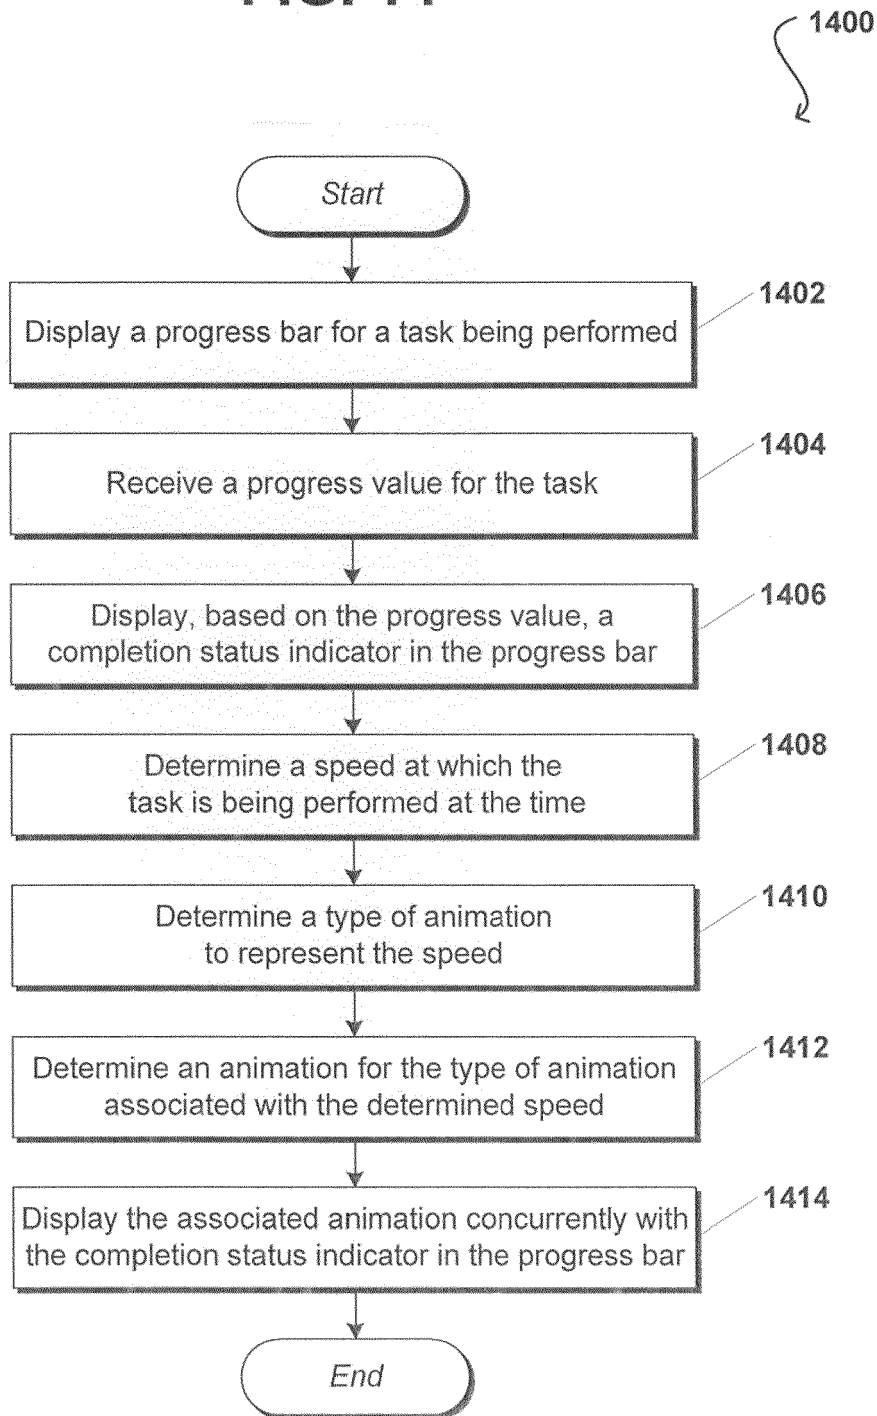 1400
Start
Display a progress bar for a task being performed
1402
Receive a progress value for the task
1404
Display, based on the progress value, a
completion status indicator in the progress bar
1406
Determine a speed at which the
task is being performed at the time
1408
Determine a type of animation
to represent the speed
1410
Determine an animation for the type of animation
associated with the determined speed
1412
Display the associated animation concurrently with
the completion status indicator in the progress bar
1414
End